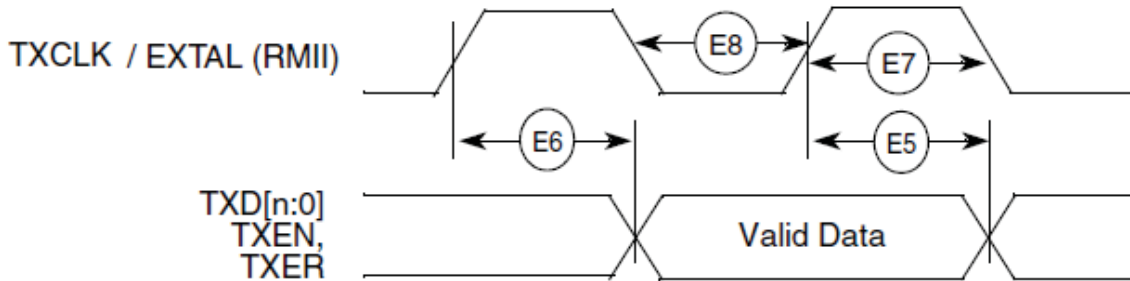 TXCLK / EXTAL (RMII)
E8
E7
E6
E5
TXD[n:0]
TXEN,
TXER
Valid Data